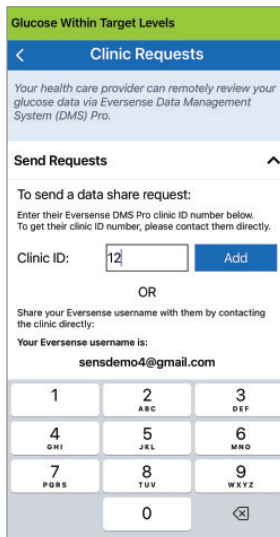 Glucose Within Target Levels
Clinic Requests
Your health care provider can remotely review your
glucose data via Eversense Data Management
System (DMS) Pro.
Send Requests
To send a data share request:
Enter their Eversense DMS Pro clinic ID
number below.
To get their clinic ID number, please contact them directly.
Clinic ID: 12 Add
OR
Share your Eversense username with them by contacting
the clinic directly:
Your Eversense username is:
sensdemo4@gmail.com
1 2 3
ABC DEF
4 5 6
GHI JKL MNO
7 8 9
PQRS TUV WXYZ
0